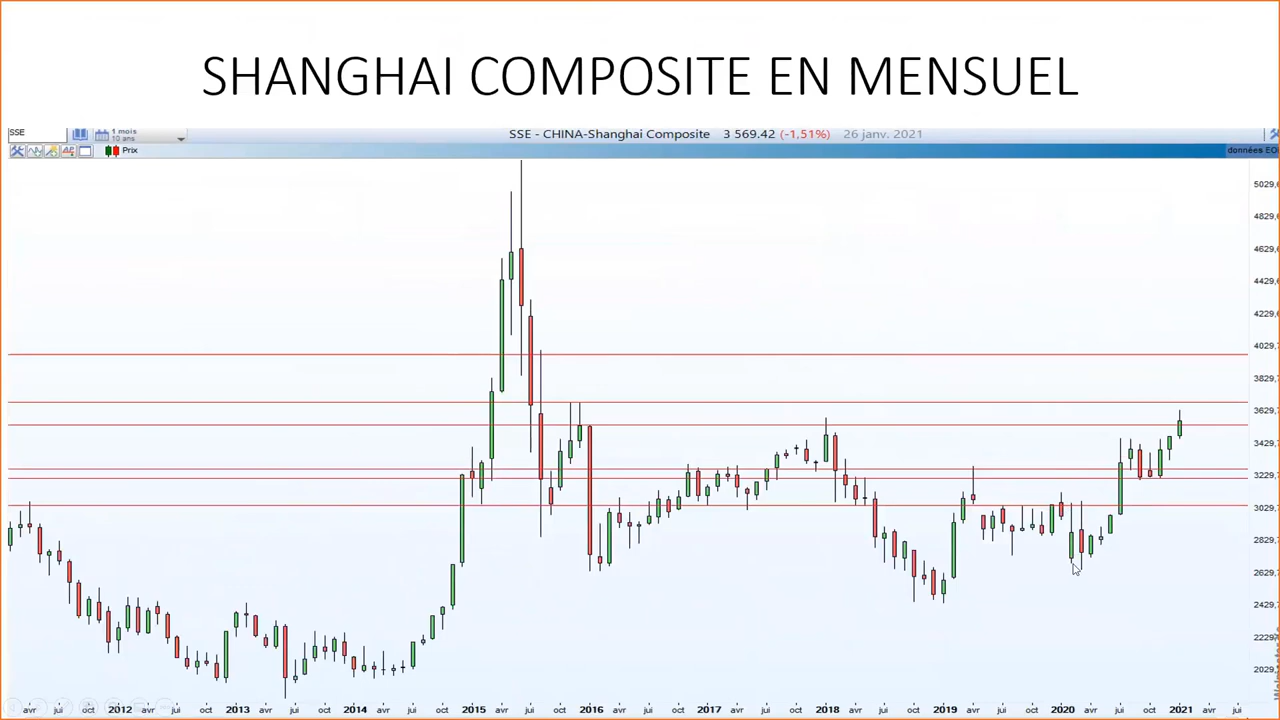 SHANGHAI COMPOSITE EN MENSUEL
SSE
1 mois
10 ans
SSE - CHINA-Shanghai Composite 3 569.42 (-1,51%) 26 janv. 2021
Prix
données EO
5029,6
4829,6
4629,6
4429,6
4229,6
4029,7
3829,7
3629,7
3429,7
3229,7
3029,7
2829,7
2629,7
2429,7
2229,7
2029,7
avr juil oct 2012 avr juil oct 2013 avr juil oct 2014 avr juil oct 2015 avr juil oct 2016 avr juil oct 2017 avr juil oct 2018 avr juil oct 2019 avr juil oct 2020 avr juil oct 2021 avr juil